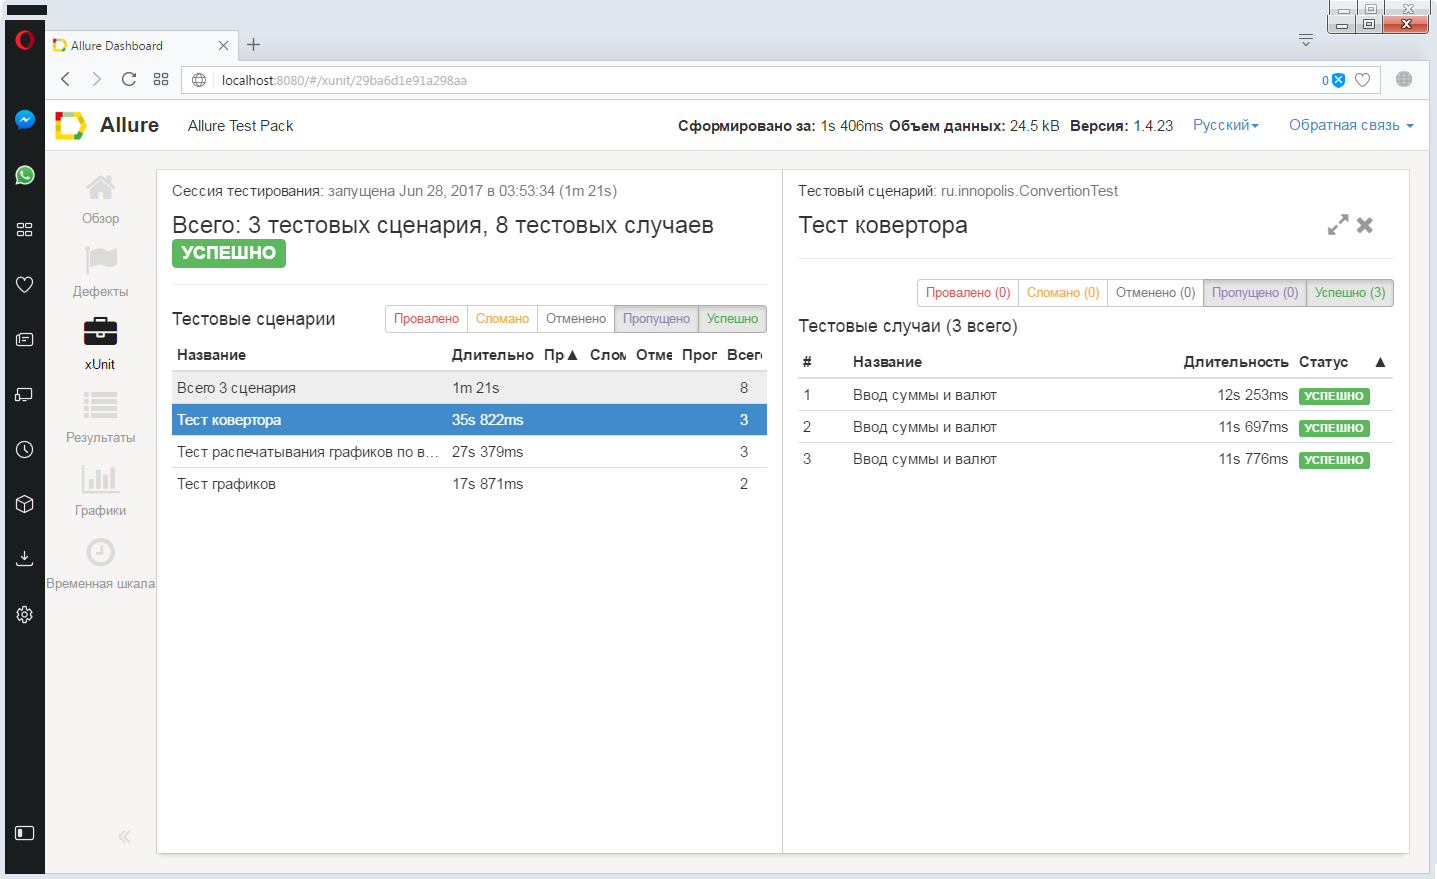 Allure Dashboard
localhost:8080/#/xunit/29ba6d1e91a298aa
0
Allure
Allure Test Pack
Сформировано за: 1s 406ms Объем данных: 24.5 kB Версия: 1.4.23
Русский
Обратная связь
Обзор
Дефекты
xUnit
Результаты
Графики
Временная шкала
Сессия тестирования: запущена Jun 28, 2017 в 03:53:34 (1m 21s)
Всего: 3 тестовых сценария, 8 тестовых случаев
УСПЕШНО
Тестовые сценарии
Провалено Сломано Отменено Пропущено Успешно
Название Длительно Пр▲ Слом Отме Проп Всего
Всего 3 сценария 1m 21s 8
Тест ковертора 35s 822ms 3
Тест распечатывания графиков по в… 27s 379ms 3
Тест графиков 17s 871ms 2
Тестовый сценарий: ru.innopolis.ConvertionTest
Тест ковертора
Провалено (0) Сломано (0) Отменено (0) Пропущено (0) Успешно (3)
Тестовые случаи (3 всего)
# Название Длительность Статус ▲
1 Ввод суммы и валют 12s 253ms УСПЕШНО
2 Ввод суммы и валют 11s 697ms УСПЕШНО
3 Ввод суммы и валют 11s 776ms УСПЕШНО